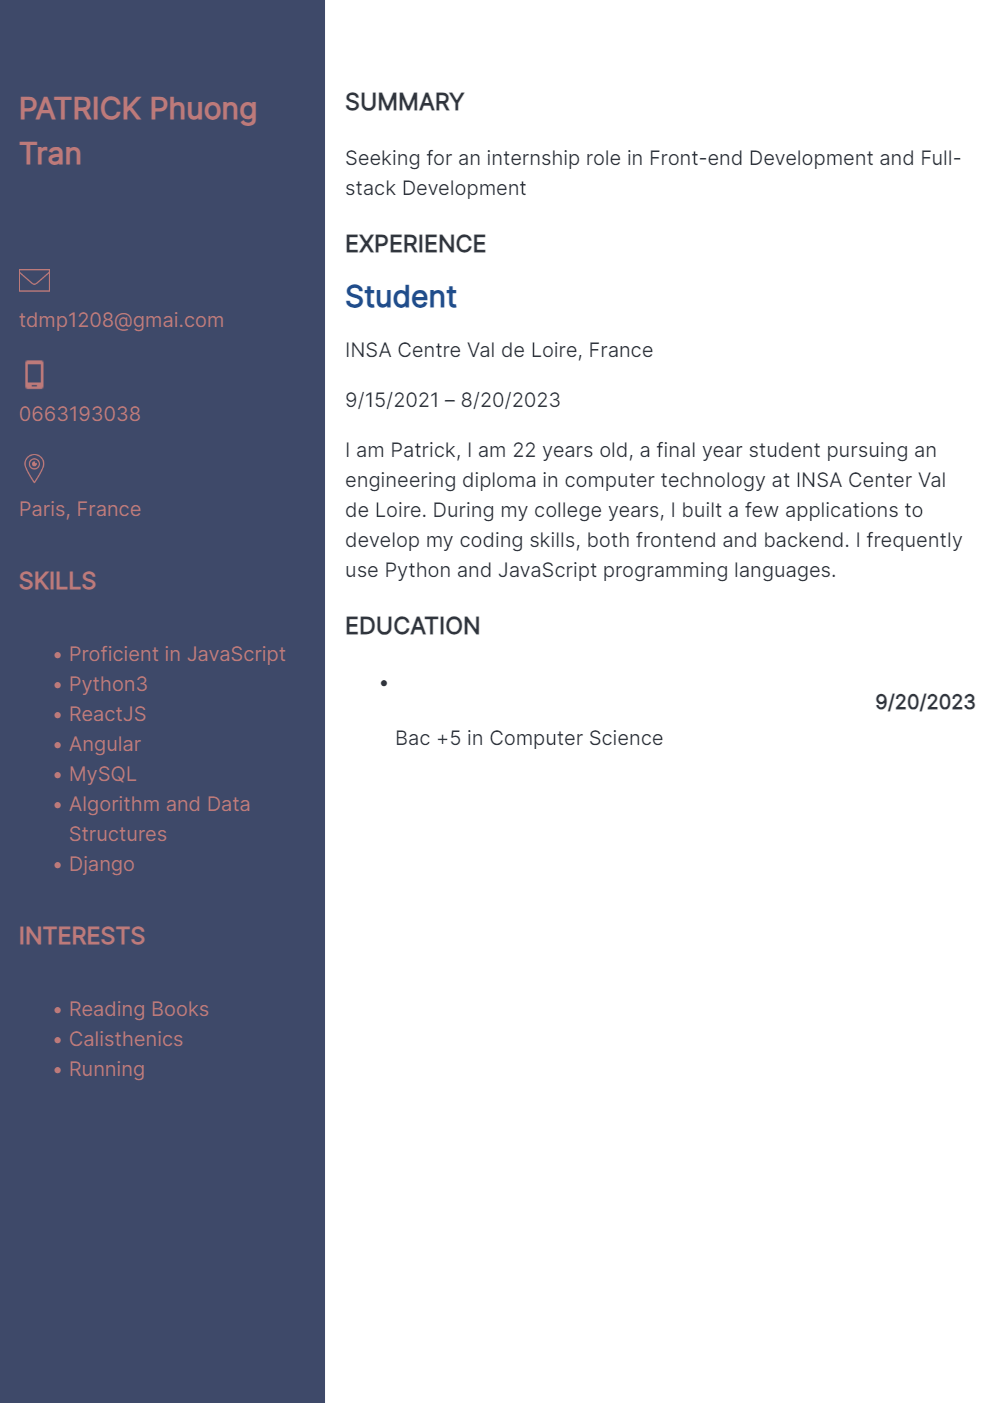 PATRICK Phuong
Tran
tdmp1208@gmai.com
0663193038
Paris, France
SKILLS
• Proficient in JavaScript
• Python3
• ReactJS
• Angular
• MySQL
• Algorithm and Data
Structures
• Django
INTERESTS
• Reading Books
• Calisthenics
• Running
SUMMARY
Seeking for an internship role in Front-end Development and Full-
stack Development
EXPERIENCE
Student
INSA Centre Val de Loire, France
9/15/2021 – 8/20/2023
I am Patrick, I am 22 years old, a final year student pursuing an
engineering diploma in computer technology at INSA Center Val
de Loire. During my college years, I built a few applications to
develop my coding skills, both frontend and backend. I frequently
use Python and JavaScript programming languages.
EDUCATION
•
9/20/2023
Bac +5 in Computer Science